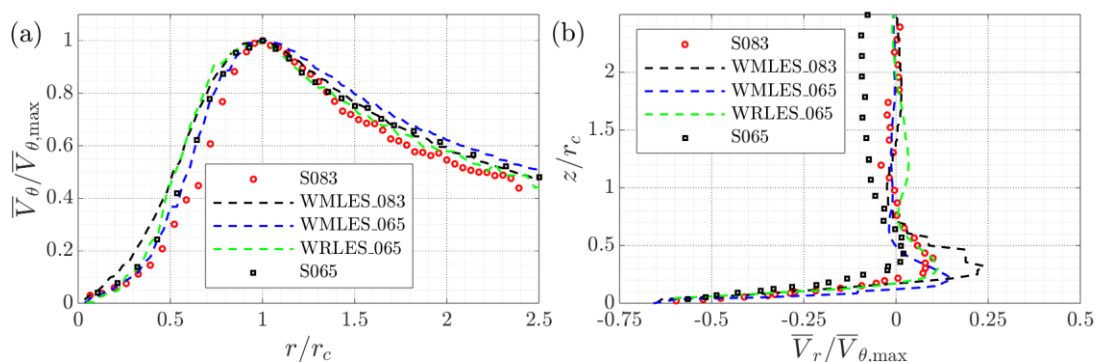 (a)
1
0.8
0.6
0.4
0.2
0
V̅θ/V̅θ,max
S083
WMLES_083
WMLES_065
WRLES_065
S065
0 0.5 1 1.5 2 2.5
r/rc
(b)
2
1.5
1
0.5
0
z/rc
S083
WMLES_083
WMLES_065
WRLES_065
S065
-0.75 -0.5 -0.25 0 0.25 0.5
V̅r/V̅θ,max